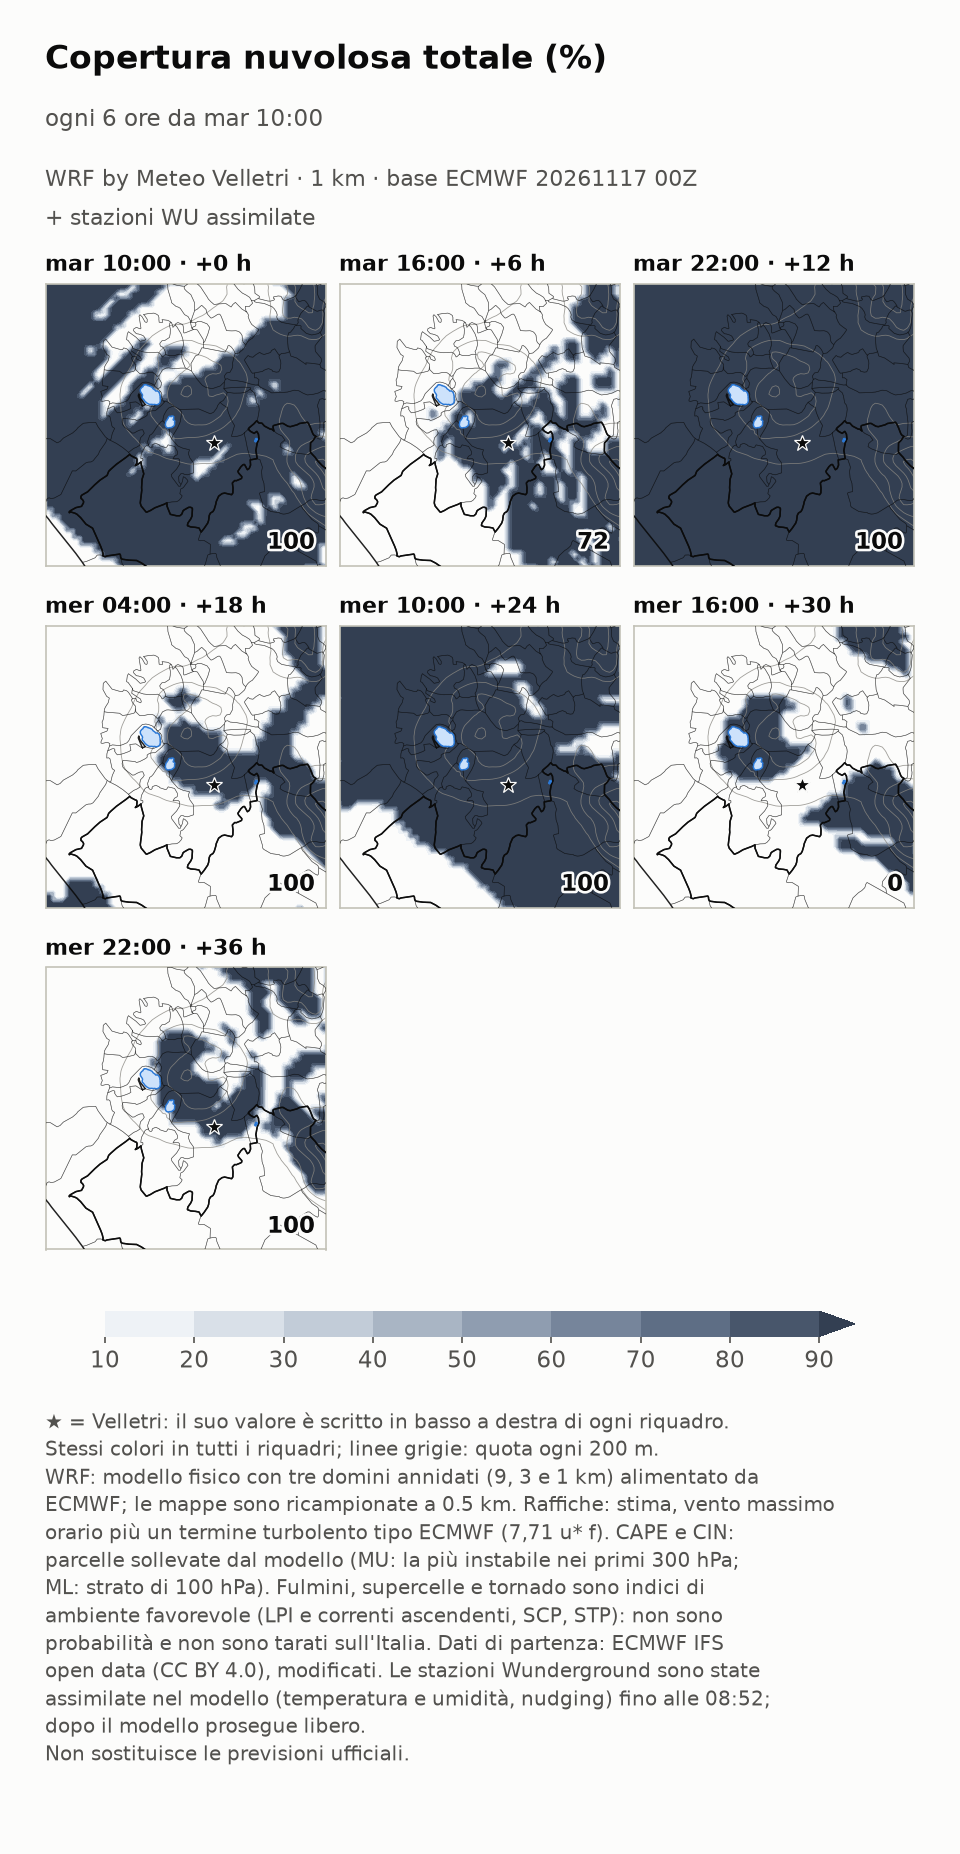 Copertura nuvolosa totale (%)
ogni 6 ore da mar 10:00
WRF by Meteo Velletri · 1 km · base ECMWF 20261117 00Z
+ stazioni WU assimilate
mar 10:00 · +0 h
mar 16:00 · +6 h
mar 22:00 · +12 h
100
72
100
mer 04:00 · +18 h
mer 10:00 · +24 h
mer 16:00 · +30 h
100
100
0
mer 22:00 · +36 h
100
10 20 30 40 50 60 70 80 90
★ = Velletri: il suo valore è scritto in basso a destra di ogni riquadro.
Stessi colori in tutti i riquadri; linee grigie: quota ogni 200 m.
WRF: modello fisico con tre domini annidati (9, 3 e 1 km) alimentato da
ECMWF; le mappe sono ricampionate a 0.5 km. Raffiche: stima, vento massimo
orario più un termine turbolento tipo ECMWF (7,71 u* f). CAPE e CIN:
parcelle sollevate dal modello (MU: la più instabile nei primi 300 hPa;
ML: strato di 100 hPa). Fulmini, supercelle e tornado sono indici di
ambiente favorevole (LPI e correnti ascendenti, SCP, STP): non sono
probabilità e non sono tarati sull'Italia. Dati di partenza: ECMWF IFS
open data (CC BY 4.0), modificati. Le stazioni Wunderground sono state
assimilate nel modello (temperatura e umidità, nudging) fino alle 08:52;
dopo il modello prosegue libero.
Non sostituisce le previsioni ufficiali.